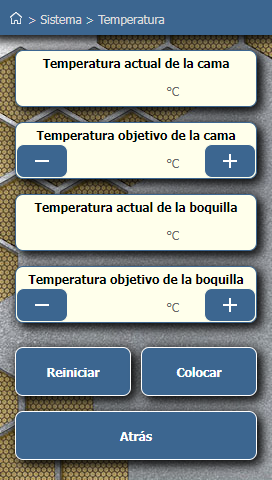 > Sistema > Temperatura
Temperatura actual de la cama
°C
Temperatura objetivo de la cama
− °C +
Temperatura actual de la boquilla
°C
Temperatura objetivo de la boquilla
− °C +
Reiniciar Colocar
Atrás